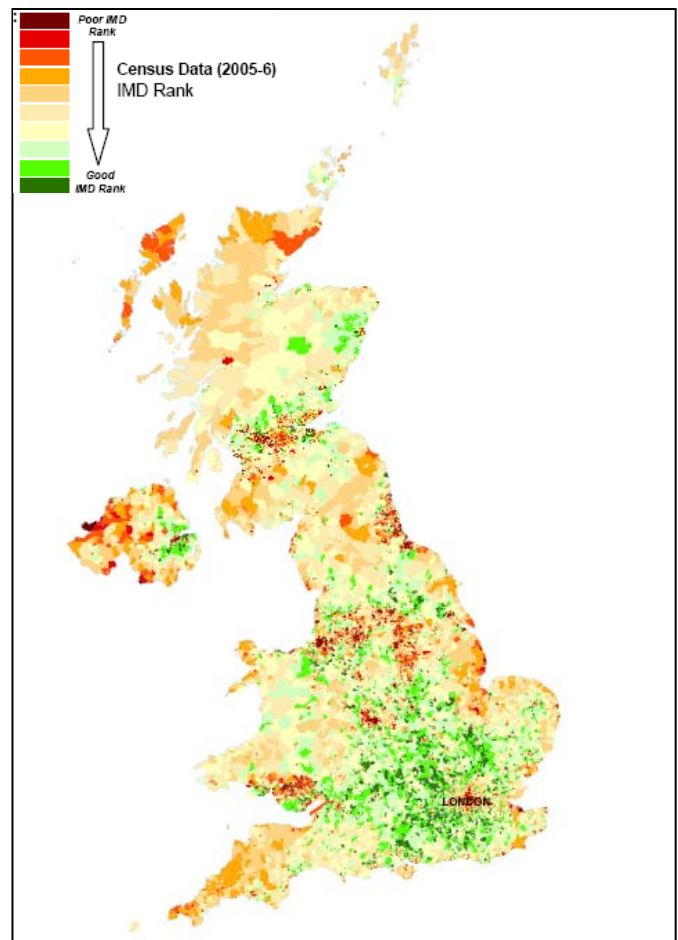 Poor IMD
Rank
Census Data (2005-6)
IMD Rank
Good
IMD Rank
LONDON